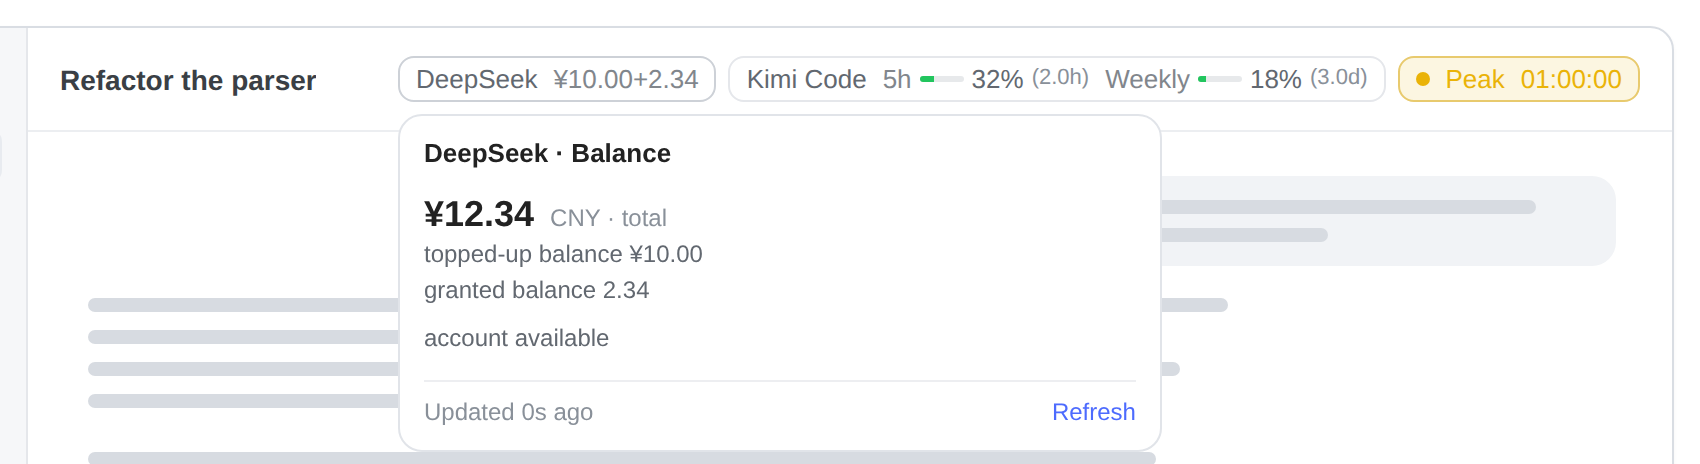 Refactor the parser
DeepSeek ¥10.00+2.34
Kimi Code 5h 32% (2.0h) Weekly 18% (3.0d)
Peak 01:00:00
DeepSeek · Balance
¥12.34 CNY · total
topped-up balance ¥10.00
granted balance 2.34
account available
Updated 0s ago
Refresh